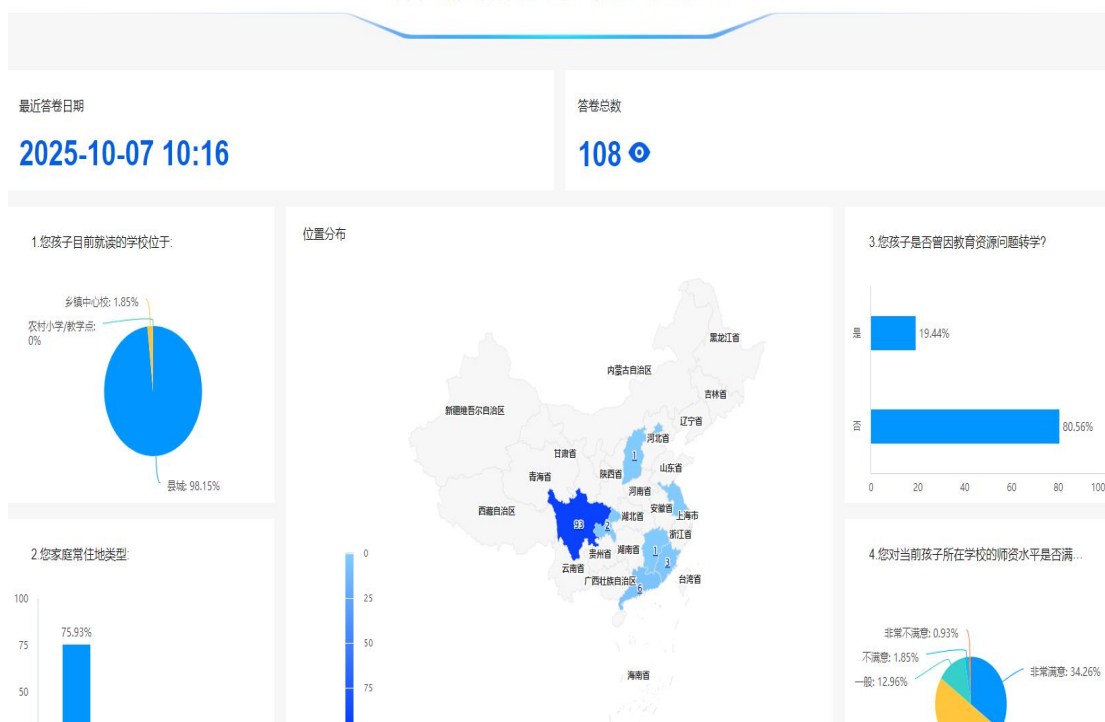 最近答卷日期
2025-10-07 10:16
答卷总数
108
1.您孩子目前就读的学校位于:
乡镇中心校: 1.85%
农村小学/教学点:
0%
县城: 98.15%
2.您家庭常住地类型:
100
75.93%
75
50
位置分布
黑龙江省
内蒙古自治区
吉林省
新疆维吾尔自治区
辽宁省
河北省
甘肃省
1
山东省
青海省
陕西省
河南省
西藏自治区
安徽省
上海市
湖北省
93
2
浙江省
贵州省
湖南省
1
3
云南省
广西壮族自治区
6
台湾省
海南省
0
25
50
75
3.您孩子是否曾因教育资源问题转学?
是
19.44%
否
80.56%
0
20
40
60
80
100
4.您对当前孩子所在学校的师资水平是否满...
非常不满意: 0.93%
不满意: 1.85%
一般: 12.96%
非常满意: 34.26%